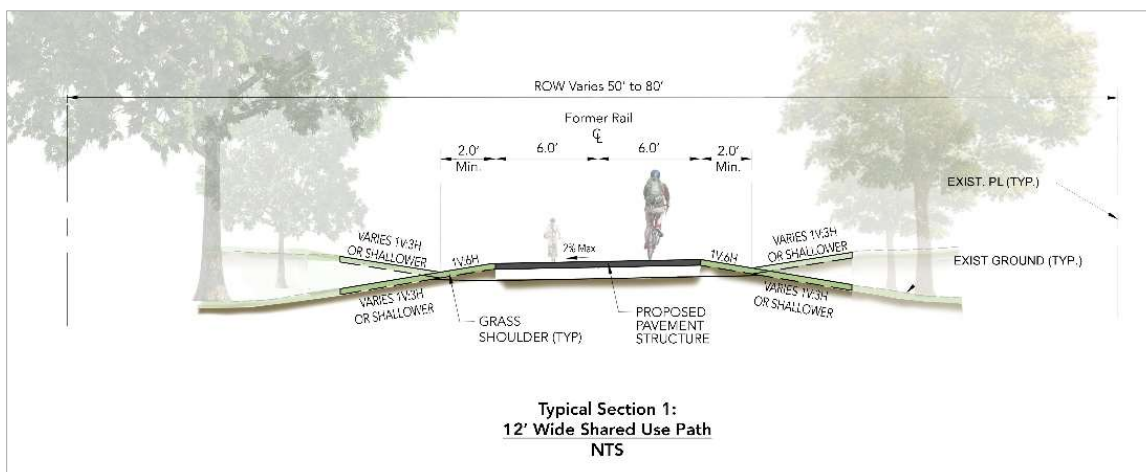 ROW Varies 50' to 80'
Former Rail
℄
2.0'
6.0'
6.0'
2.0'
Min.
Min.
EXIST. PL (TYP.)
VARIES 1V:3H
OR SHALLOWER
1V:6H
2% Max
1V:6H
VARIES 1V:3H
OR SHALLOWER
EXIST GROUND (TYP.)
VARIES 1V:3H
OR SHALLOWER
VARIES 1V:3H
OR SHALLOWER
GRASS
SHOULDER (TYP)
PROPOSED
PAVEMENT
STRUCTURE
Typical Section 1:
12' Wide Shared Use Path
NTS